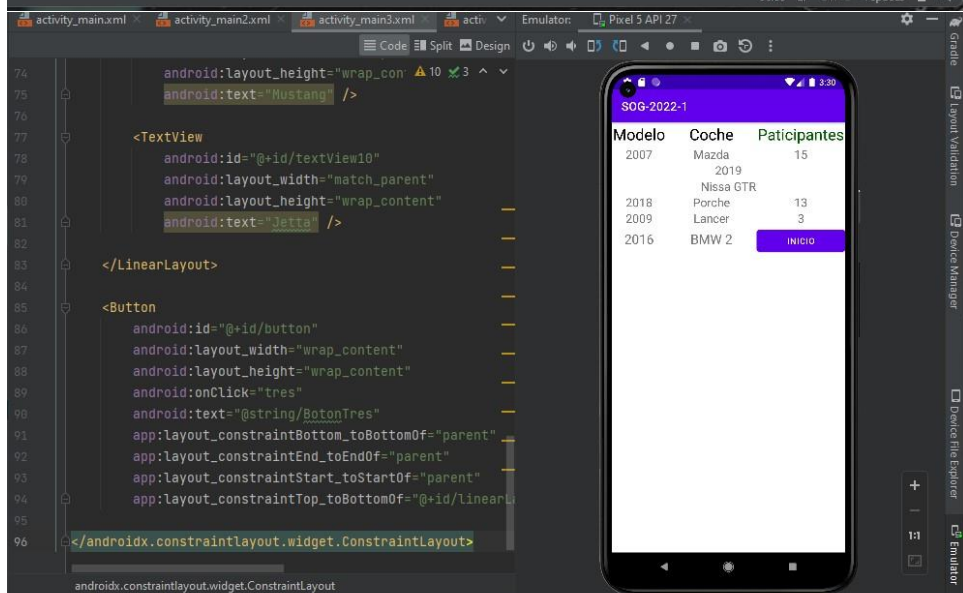 activity_main.xml
activity_main2.xml
activity_main3.xml
activ
Emulator:
Pixel 5 API 27
Code
Split
Design
74 android:layout_height="wrap_con
10
3
75 android:text="Mustang" />
76
77 <TextView
78 android:id="@+id/textView10"
79 android:layout_width="match_parent"
80 android:layout_height="wrap_content"
81 android:text="Jetta" />
82
83 </LinearLayout>
84
85 <Button
86 android:id="@+id/button"
87 android:layout_width="wrap_content"
88 android:layout_height="wrap_content"
89 android:onClick="tres"
90 android:text="@string/BotonTres"
91 app:layout_constraintBottom_toBottomOf="parent"
92 app:layout_constraintEnd_toEndOf="parent"
93 app:layout_constraintStart_toStartOf="parent"
94 app:layout_constraintTop_toBottomOf="@+id/linearL
95
96 </androidx.constraintlayout.widget.ConstraintLayout>
androidx.constraintlayout.widget.ConstraintLayout
3:30
SOG-2022-1
Modelo Coche Paticipantes
2007 Mazda 15
2019
Nissa GTR
2018 Porche 13
2009 Lancer 3
2016 BMW 2 INICIO
1:1
Gradle
Layout Validation
Device Manager
Device File Explorer
Emulator